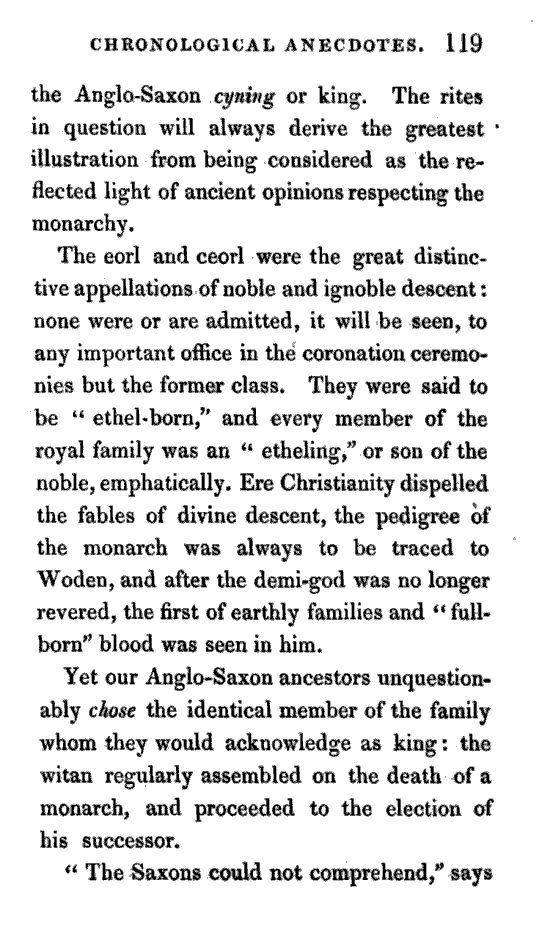 CHRONOLOGICAL ANECDOTES. 119
the Anglo-Saxon cyning or king. The rites
in question will always derive the greatest
illustration from being considered as the re-
flected light of ancient opinions respecting the
monarchy.
The eorl and ceorl were the great distinc-
tive appellations of noble and ignoble descent:
none were or are admitted, it will be seen, to
any important office in the coronation ceremo-
nies but the former class. They were said to
be “ ethel-born,” and every member of the
royal family was an “ etheling,” or son of the
noble, emphatically. Ere Christianity dispelled
the fables of divine descent, the pedigree of
the monarch was always to be traced to
Woden, and after the demi-god was no longer
revered, the first of earthly families and “ full-
born” blood was seen in him.
Yet our Anglo-Saxon ancestors unquestion-
ably chose the identical member of the family
whom they would acknowledge as king: the
witan regularly assembled on the death of a
monarch, and proceeded to the election of
his successor.
“ The Saxons could not comprehend,” says